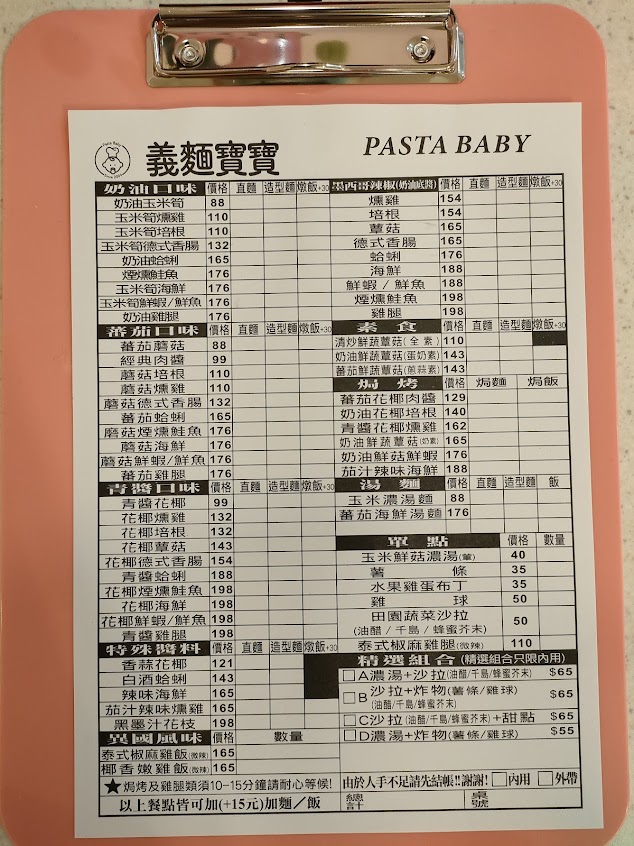 義麵寶寶
PASTA BABY
奶油口味 價格 直麵 造型麵 燉飯+30
奶油玉米筍 88
玉米筍燻雞 110
玉米筍培根 110
玉米筍德式香腸 132
奶油蛤蜊 165
煙燻鮭魚 176
玉米筍海鮮 176
玉米筍鮮蝦/鮮魚 176
奶油雞腿 176
蕃茄口味 價格 直麵 造型麵 燉飯+30
蕃茄蘑菇 88
經典肉醬 99
蘑菇培根 110
蘑菇燻雞 110
蘑菇德式香腸 132
蕃茄蛤蜊 165
蘑菇煙燻鮭魚 176
蘑菇海鮮 176
蘑菇鮮蝦/鮮魚 176
蕃茄雞腿 176
青醬口味 價格 直麵 造型麵 燉飯+30
青醬花椰 99
花椰燻雞 132
花椰培根 132
花椰蕈菇 143
花椰德式香腸 154
青醬蛤蜊 188
花椰煙燻鮭魚 198
花椰海鮮 198
花椰鮮蝦/鮮魚 198
青醬雞腿 198
特殊醬料 價格 直麵 造型麵 燉飯+30
香蒜花椰 121
白酒蛤蜊 143
辣味海鮮 165
茄汁辣味燻雞 165
黑墨汁花枝 198
異國風味 價格 數量
泰式椒麻雞飯(微辣) 165
椰香嫩雞飯(微辣) 165
★焗烤及雞腿類須10-15分鐘請耐心等候!
以上餐點皆可加(+15元)加麵/飯
墨西哥辣椒(奶油底醬) 價格 直麵 造型麵 燉飯+30
燻雞 154
培根 154
蕈菇 165
德式香腸 165
蛤蜊 176
海鮮 188
鮮蝦/鮮魚 188
煙燻鮭魚 198
雞腿 198
素食 價格 直麵 造型麵 燉飯+30
清炒鮮蔬蕈菇(全素) 110
奶油鮮蔬蕈菇(蛋奶素) 143
蕃茄鮮蔬蕈菇(蔥蒜素) 143
焗烤 價格 焗麵 焗飯
蕃茄花椰肉醬 129
奶油花椰培根 140
青醬花椰燻雞 162
奶油鮮蔬蕈菇(奶素) 165
奶油蘑菇鮮蝦 176
茄汁辣味海鮮 188
湯麵 價格 直麵 造型麵 飯
玉米濃湯麵 88
蕃茄海鮮湯麵 176
單點 價格 數量
玉米鮮菇濃湯(葷) 40
薯條 35
水果雞蛋布丁 35
雞球 50
田園蔬菜沙拉 50
(油醋/千島/蜂蜜芥末)
泰式椒麻雞腿(微辣) 110
精選組合(精選組合只限內用)
□A濃湯+沙拉(油醋/千島/蜂蜜芥末) $65
□B沙拉+炸物(薯條/雞球) $65
(油醋/千島/蜂蜜芥末)
□C沙拉(油醋/千島/蜂蜜芥末)+甜點 $65
□D濃湯+炸物(薯條/雞球) $55
由於人手不足請先結帳!!謝謝! □內用 □外帶
總計 桌號